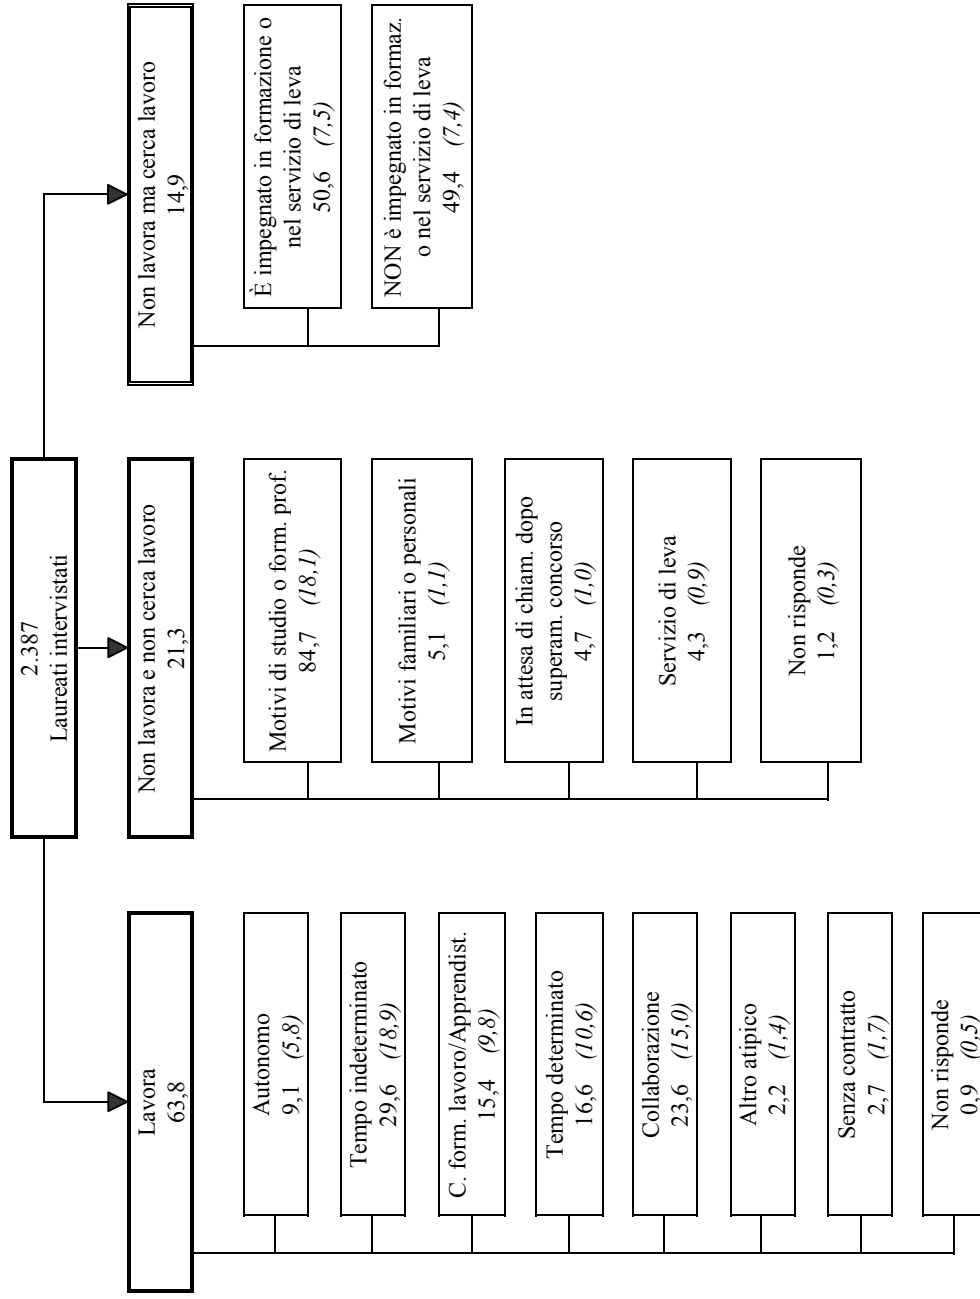 2.387
Laureati intervistati
Lavora
63,8
Autonomo
9,1 (5,8)
Tempo indeterminato
29,6 (18,9)
C. form. lavoro/Apprendist.
15,4 (9,8)
Tempo determinato
16,6 (10,6)
Collaborazione
23,6 (15,0)
Altro atipico
2,2 (1,4)
Senza contratto
2,7 (1,7)
Non risponde
0,9 (0,5)
Non lavora e non cerca lavoro
21,3
Motivi di studio o form. prof.
84,7 (18,1)
Motivi familiari o personali
5,1 (1,1)
In attesa di chiam. dopo
superam. concorso
4,7 (1,0)
Servizio di leva
4,3 (0,9)
Non risponde
1,2 (0,3)
Non lavora ma cerca lavoro
14,9
È impegnato in formazione o
nel servizio di leva
50,6 (7,5)
NON è impegnato in formaz.
o nel servizio di leva
49,4 (7,4)